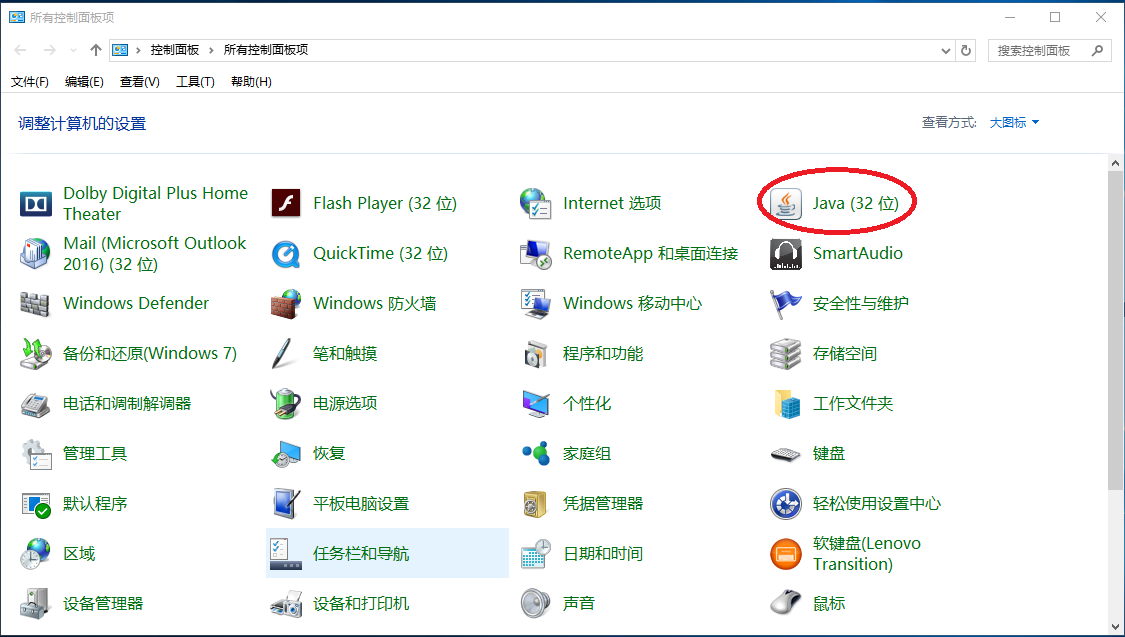 所有控制面板项
控制面板 所有控制面板项
搜索控制面板
文件(F) 编辑(E) 查看(V) 工具(T) 帮助(H)
调整计算机的设置
查看方式: 大图标
Dolby Digital Plus Home
Theater
Flash Player (32 位)
Internet 选项
Java (32 位)
Mail (Microsoft Outlook
2016) (32 位)
QuickTime (32 位)
RemoteApp 和桌面连接
SmartAudio
Windows Defender
Windows 防火墙
Windows 移动中心
安全性与维护
备份和还原(Windows 7)
笔和触摸
程序和功能
存储空间
电话和调制解调器
电源选项
个性化
工作文件夹
管理工具
恢复
家庭组
键盘
默认程序
平板电脑设置
凭据管理器
轻松使用设置中心
区域
任务栏和导航
日期和时间
软键盘(Lenovo
Transition)
设备管理器
设备和打印机
声音
鼠标